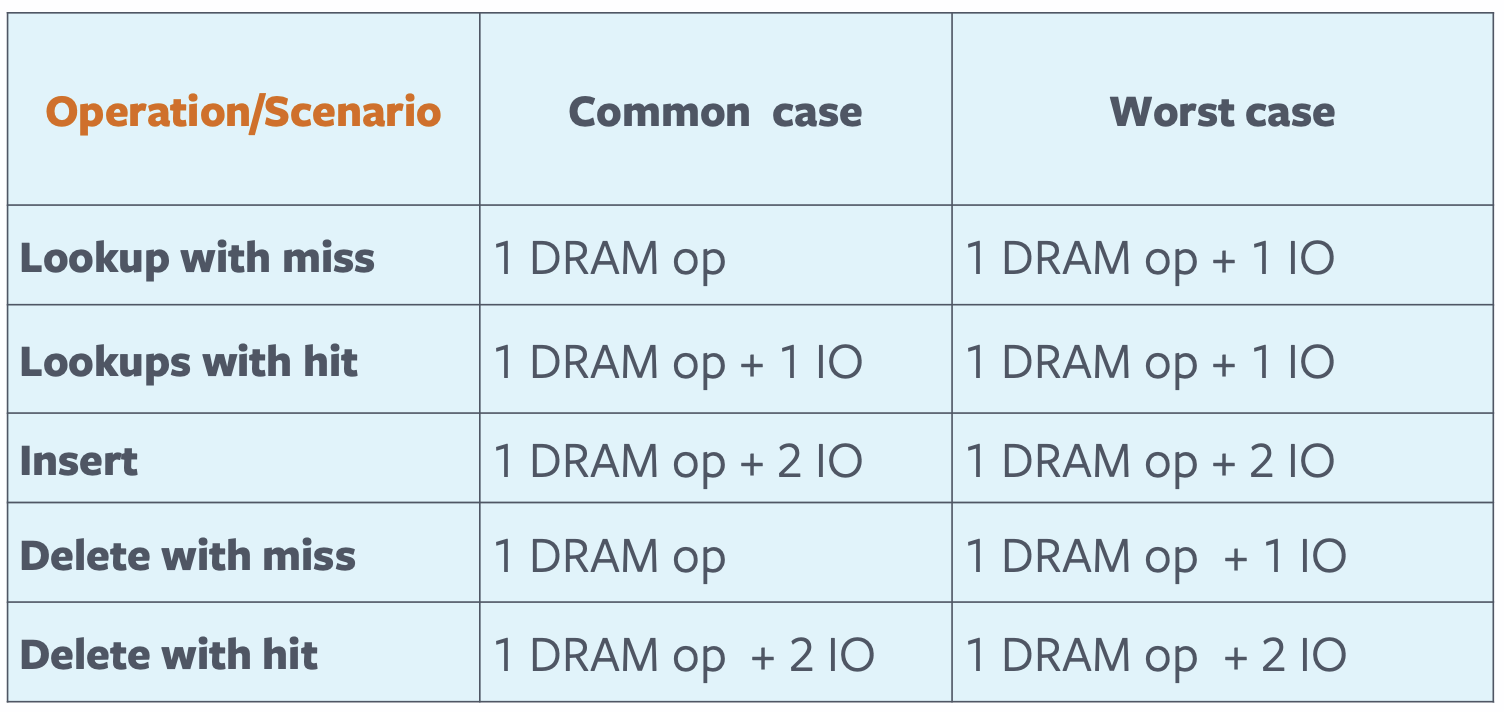 Operation/Scenario Common case Worst case
Lookup with miss 1 DRAM op 1 DRAM op + 1 IO
Lookups with hit 1 DRAM op + 1 IO 1 DRAM op + 1 IO
Insert 1 DRAM op + 2 IO 1 DRAM op + 2 IO
Delete with miss 1 DRAM op 1 DRAM op + 1 IO
Delete with hit 1 DRAM op + 2 IO 1 DRAM op + 2 IO